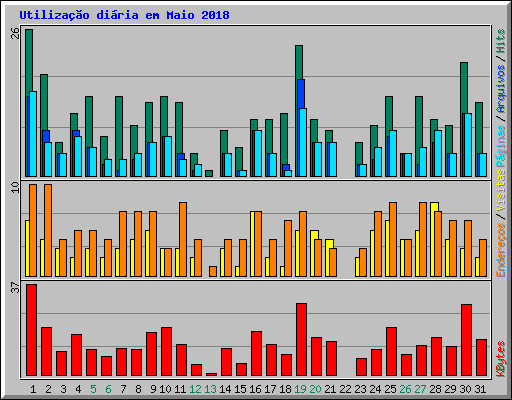 Utilização diária em Maio 2018
26
10
37
Endereços / Visitas Páginas / Arquivos / Hits
KBytes
1 2 3 4 5 6 7 8 9 10 11 12 13 14 15 16 17 18 19 20 21 22 23 24 25 26 27 28 29 30 31